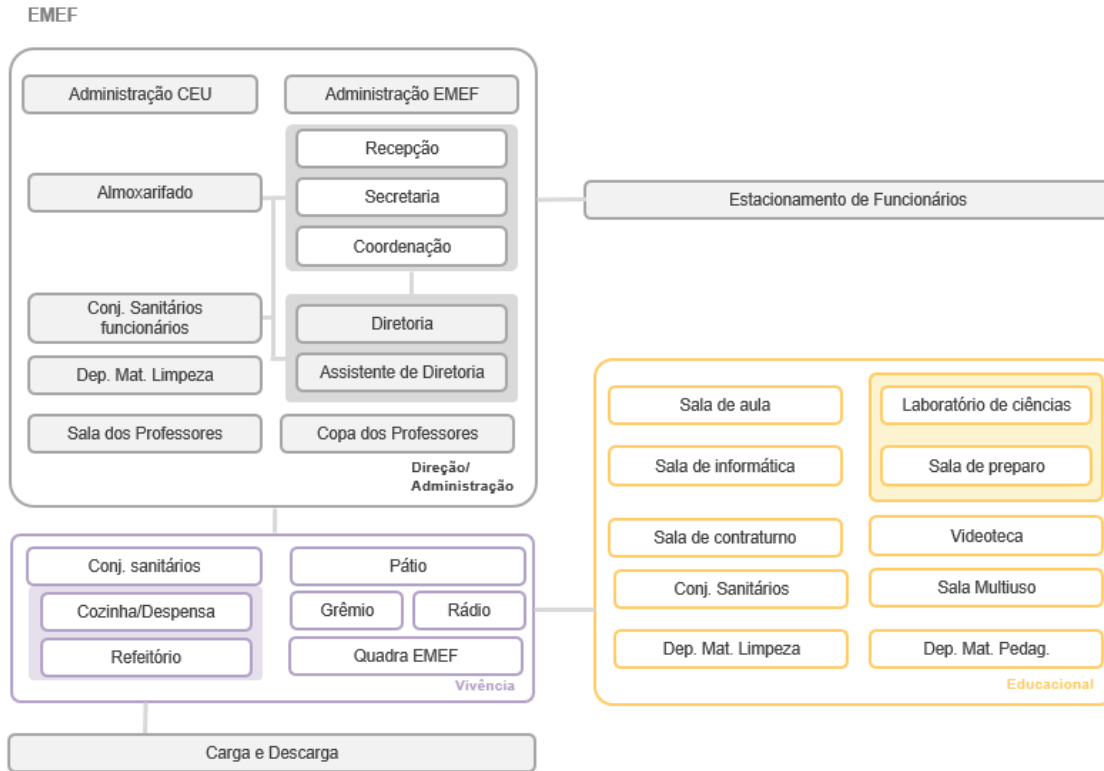 EMEF
Administração CEU
Administração EMEF
Recepção
Almoxarifado
Secretaria
Coordenação
Estacionamento de Funcionários
Conj. Sanitários
funcionários
Diretoria
Dep. Mat. Limpeza
Assistente de Diretoria
Sala dos Professores
Copa dos Professores
Direção/
Administração
Sala de aula
Laboratório de ciências
Sala de informática
Sala de preparo
Sala de contraturno
Videoteca
Conj. Sanitários
Sala Multiuso
Dep. Mat. Limpeza
Dep. Mat. Pedag.
Educacional
Conj. sanitários
Pátio
Cozinha/Despensa
Grêmio
Rádio
Refeitório
Quadra EMEF
Vivência
Carga e Descarga